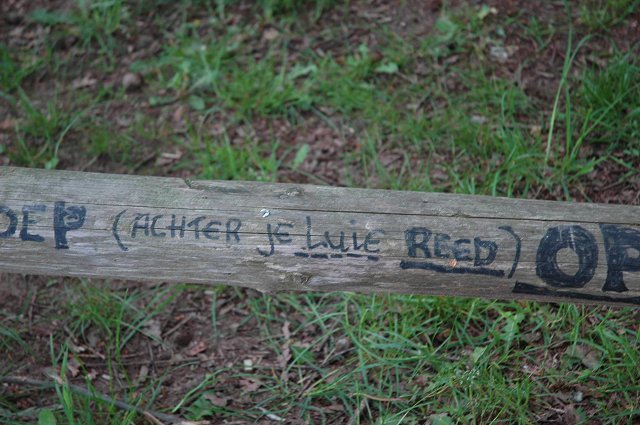 OEP (ACHTER JE LUIE REED) OP